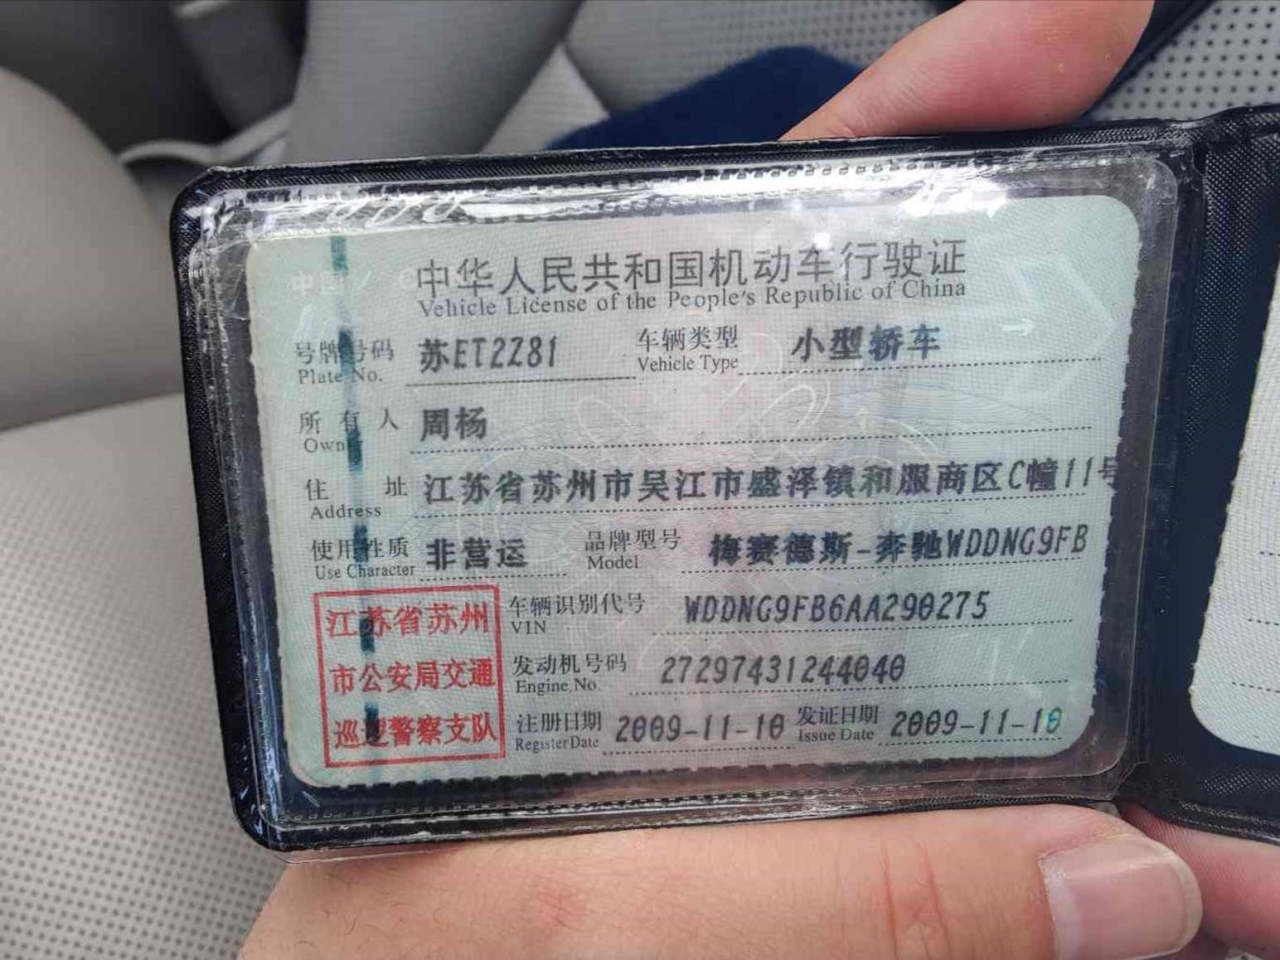 中华人民共和国机动车行驶证
Vehicle License of the People's Republic of China
号牌号码 苏ET2Z81 车辆类型 小型轿车
Plate No. Vehicle Type
所有人 周杨
Owner
住址 江苏省苏州市吴江市盛泽镇和服商区C幢11号
Address
使用性质 非营运 品牌型号 梅赛德斯-奔驰WDDNG9FB
Use Character Model
江苏省苏州
市公安局交通
巡逻警察支队
车辆识别代号 WDDNG9FB6AA290275
VIN
发动机号码 27297431244040
Engine No.
注册日期 2009-11-10 发证日期 2009-11-10
Register Date Issue Date